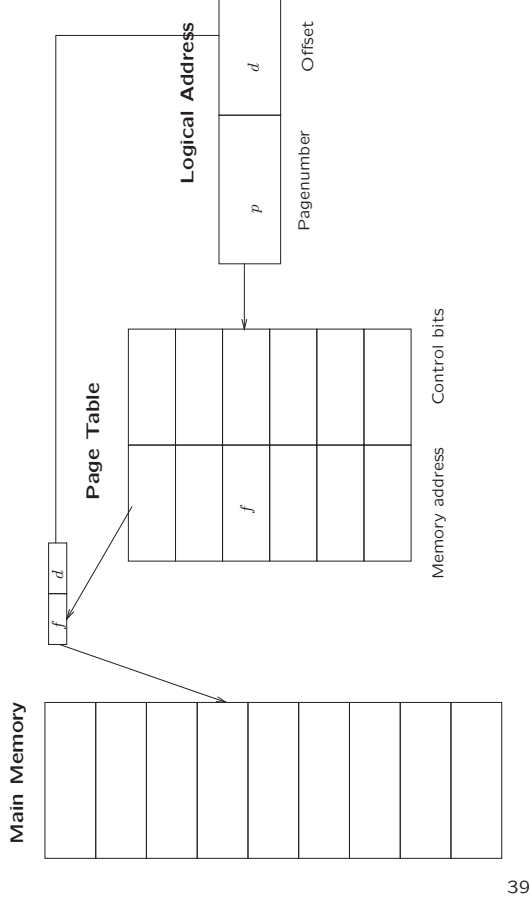 Logical Address
p
d
Pagenumber
Offset
Page Table
f
Memory address
Control bits
f
d
Main Memory
39